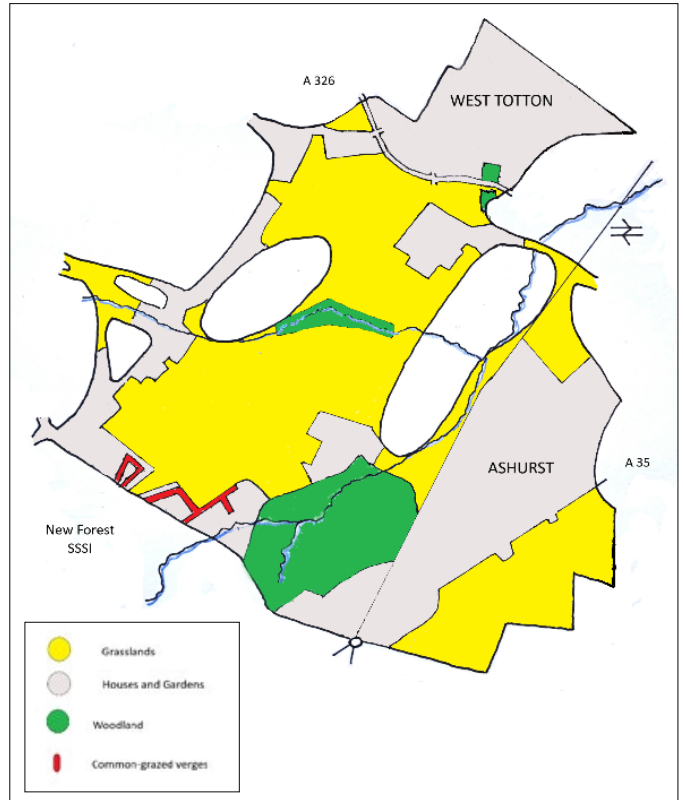 A 326
WEST TOTTON
ASHURST
A 35
New Forest
SSSI
Grasslands
Houses and Gardens
Woodland
Common-grazed verges